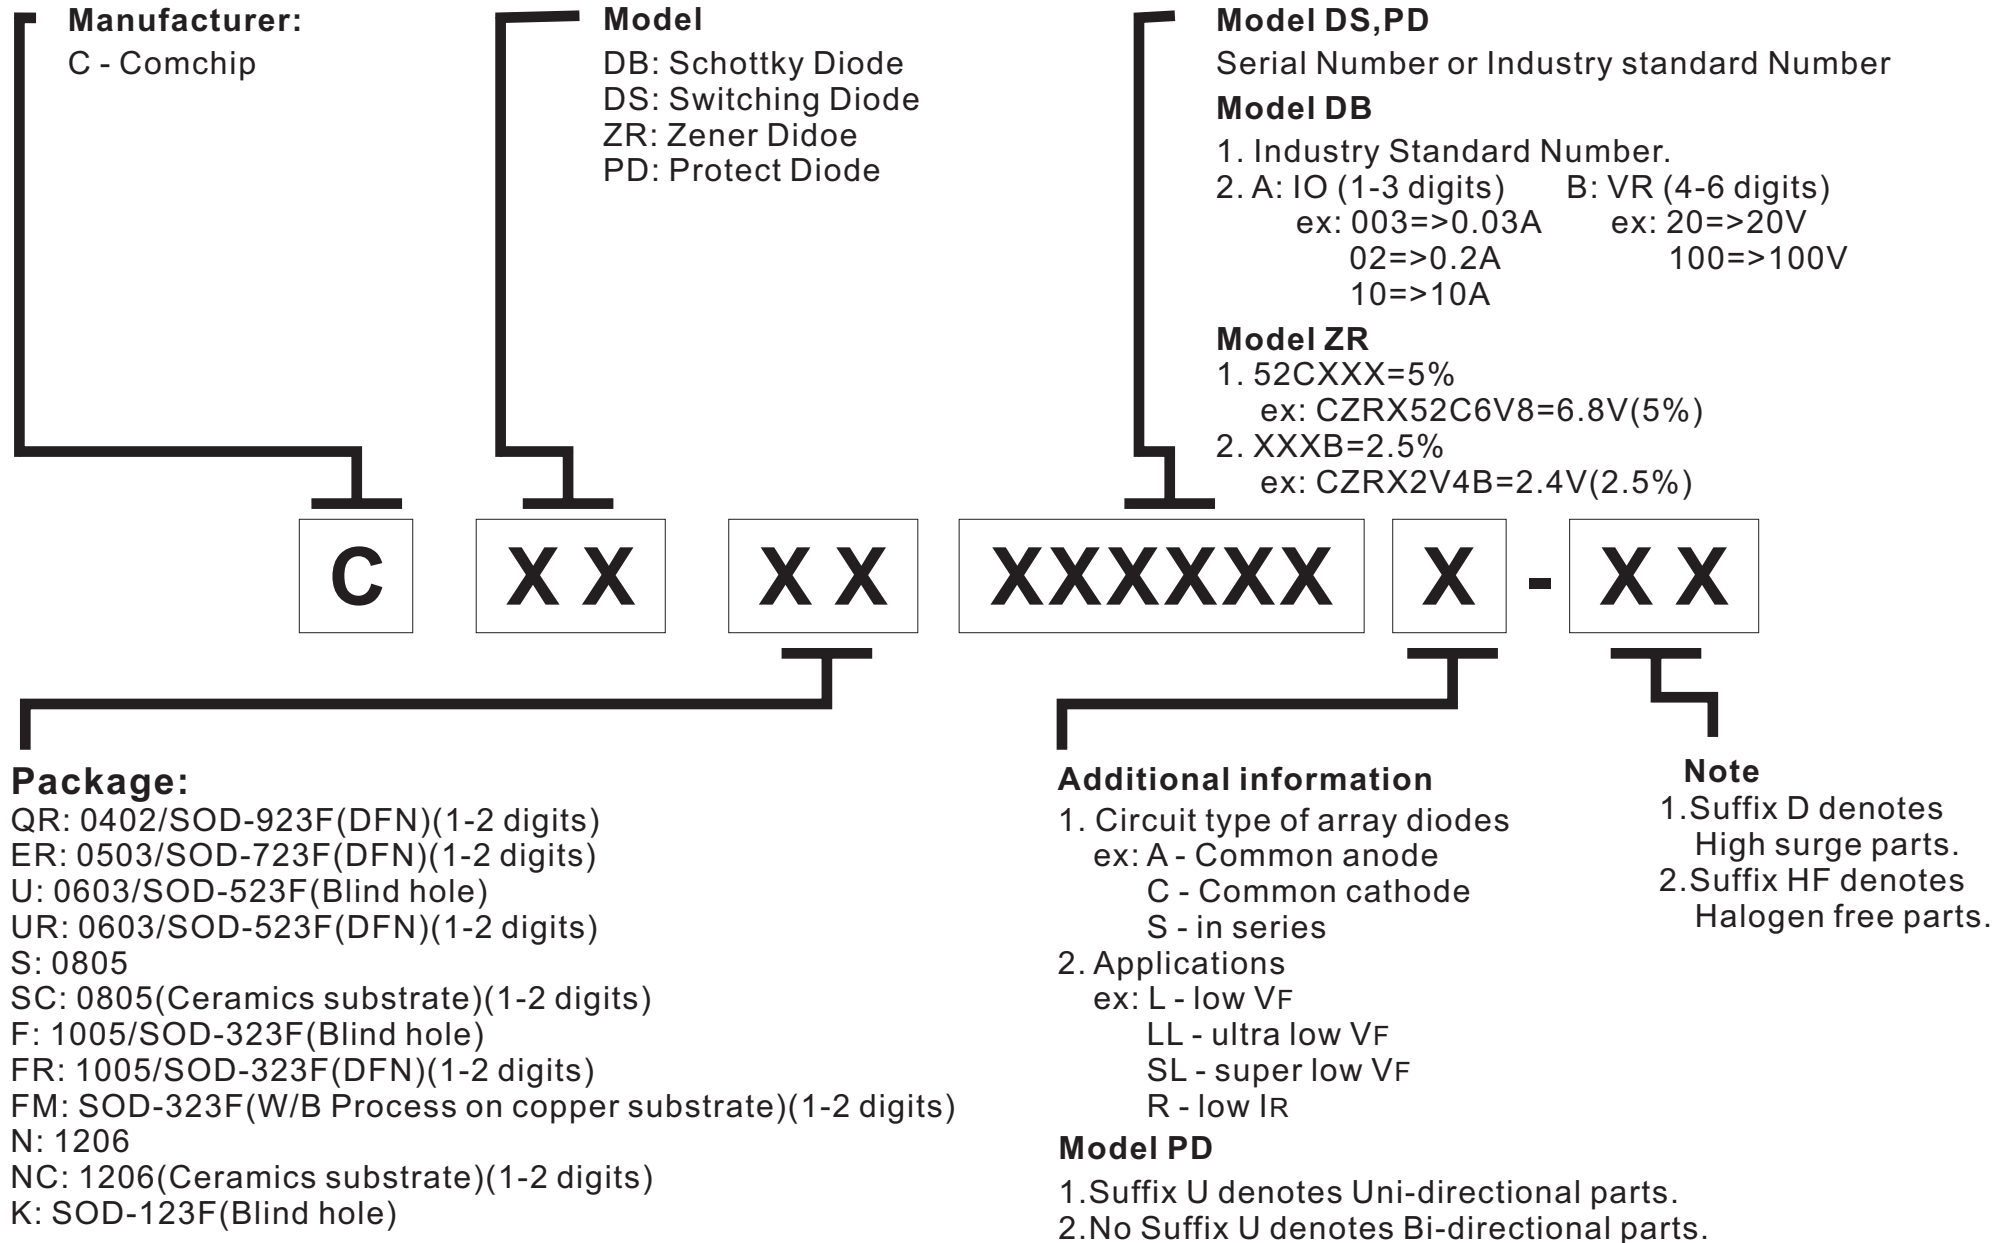 Manufacturer:
C - Comchip
Model
DB: Schottky Diode
DS: Switching Diode
ZR: Zener Didoe
PD: Protect Diode
Model DS,PD
Serial Number or Industry standard Number
Model DB
1. Industry Standard Number.
2. A: IO (1-3 digits) B: VR (4-6 digits)
ex: 003=>0.03A ex: 20=>20V
02=>0.2A 100=>100V
10=>10A
Model ZR
1. 52CXXX=5%
ex: CZRX52C6V8=6.8V(5%)
2. XXXB=2.5%
ex: CZRX2V4B=2.4V(2.5%)
C XX XX XXXXXX X - XX
Package:
QR: 0402/SOD-923F(DFN)(1-2 digits)
ER: 0503/SOD-723F(DFN)(1-2 digits)
U: 0603/SOD-523F(Blind hole)
UR: 0603/SOD-523F(DFN)(1-2 digits)
S: 0805
SC: 0805(Ceramics substrate)(1-2 digits)
F: 1005/SOD-323F(Blind hole)
FR: 1005/SOD-323F(DFN)(1-2 digits)
FM: SOD-323F(W/B Process on copper substrate)(1-2 digits)
N: 1206
NC: 1206(Ceramics substrate)(1-2 digits)
K: SOD-123F(Blind hole)
Additional information
1. Circuit type of array diodes
ex: A - Common anode
C - Common cathode
S - in series
2. Applications
ex: L - low VF
LL - ultra low VF
SL - super low VF
R - low IR
Model PD
1.Suffix U denotes Uni-directional parts.
2.No Suffix U denotes Bi-directional parts.
Note
1.Suffix D denotes
High surge parts.
2.Suffix HF denotes
Halogen free parts.